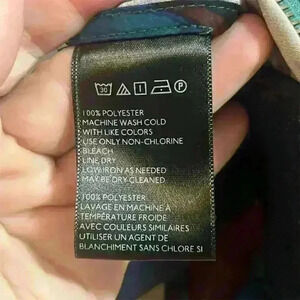 30 P
100% POLYESTER
MACHINE WASH COLD
WITH LIKE COLORS
USE ONLY NON-CHLORINE
BLEACH
LINE DRY
LOW IRON AS NEEDED
MAY BE DRY CLEANED
100% POLYESTER
LAVAGE EN MACHINE À
TEMPÉRATURE FROIDE
AVEC COULEURS SIMILAIRES
UTILISER UN AGENT DE
BLANCHIMENT SANS CHLORE SI